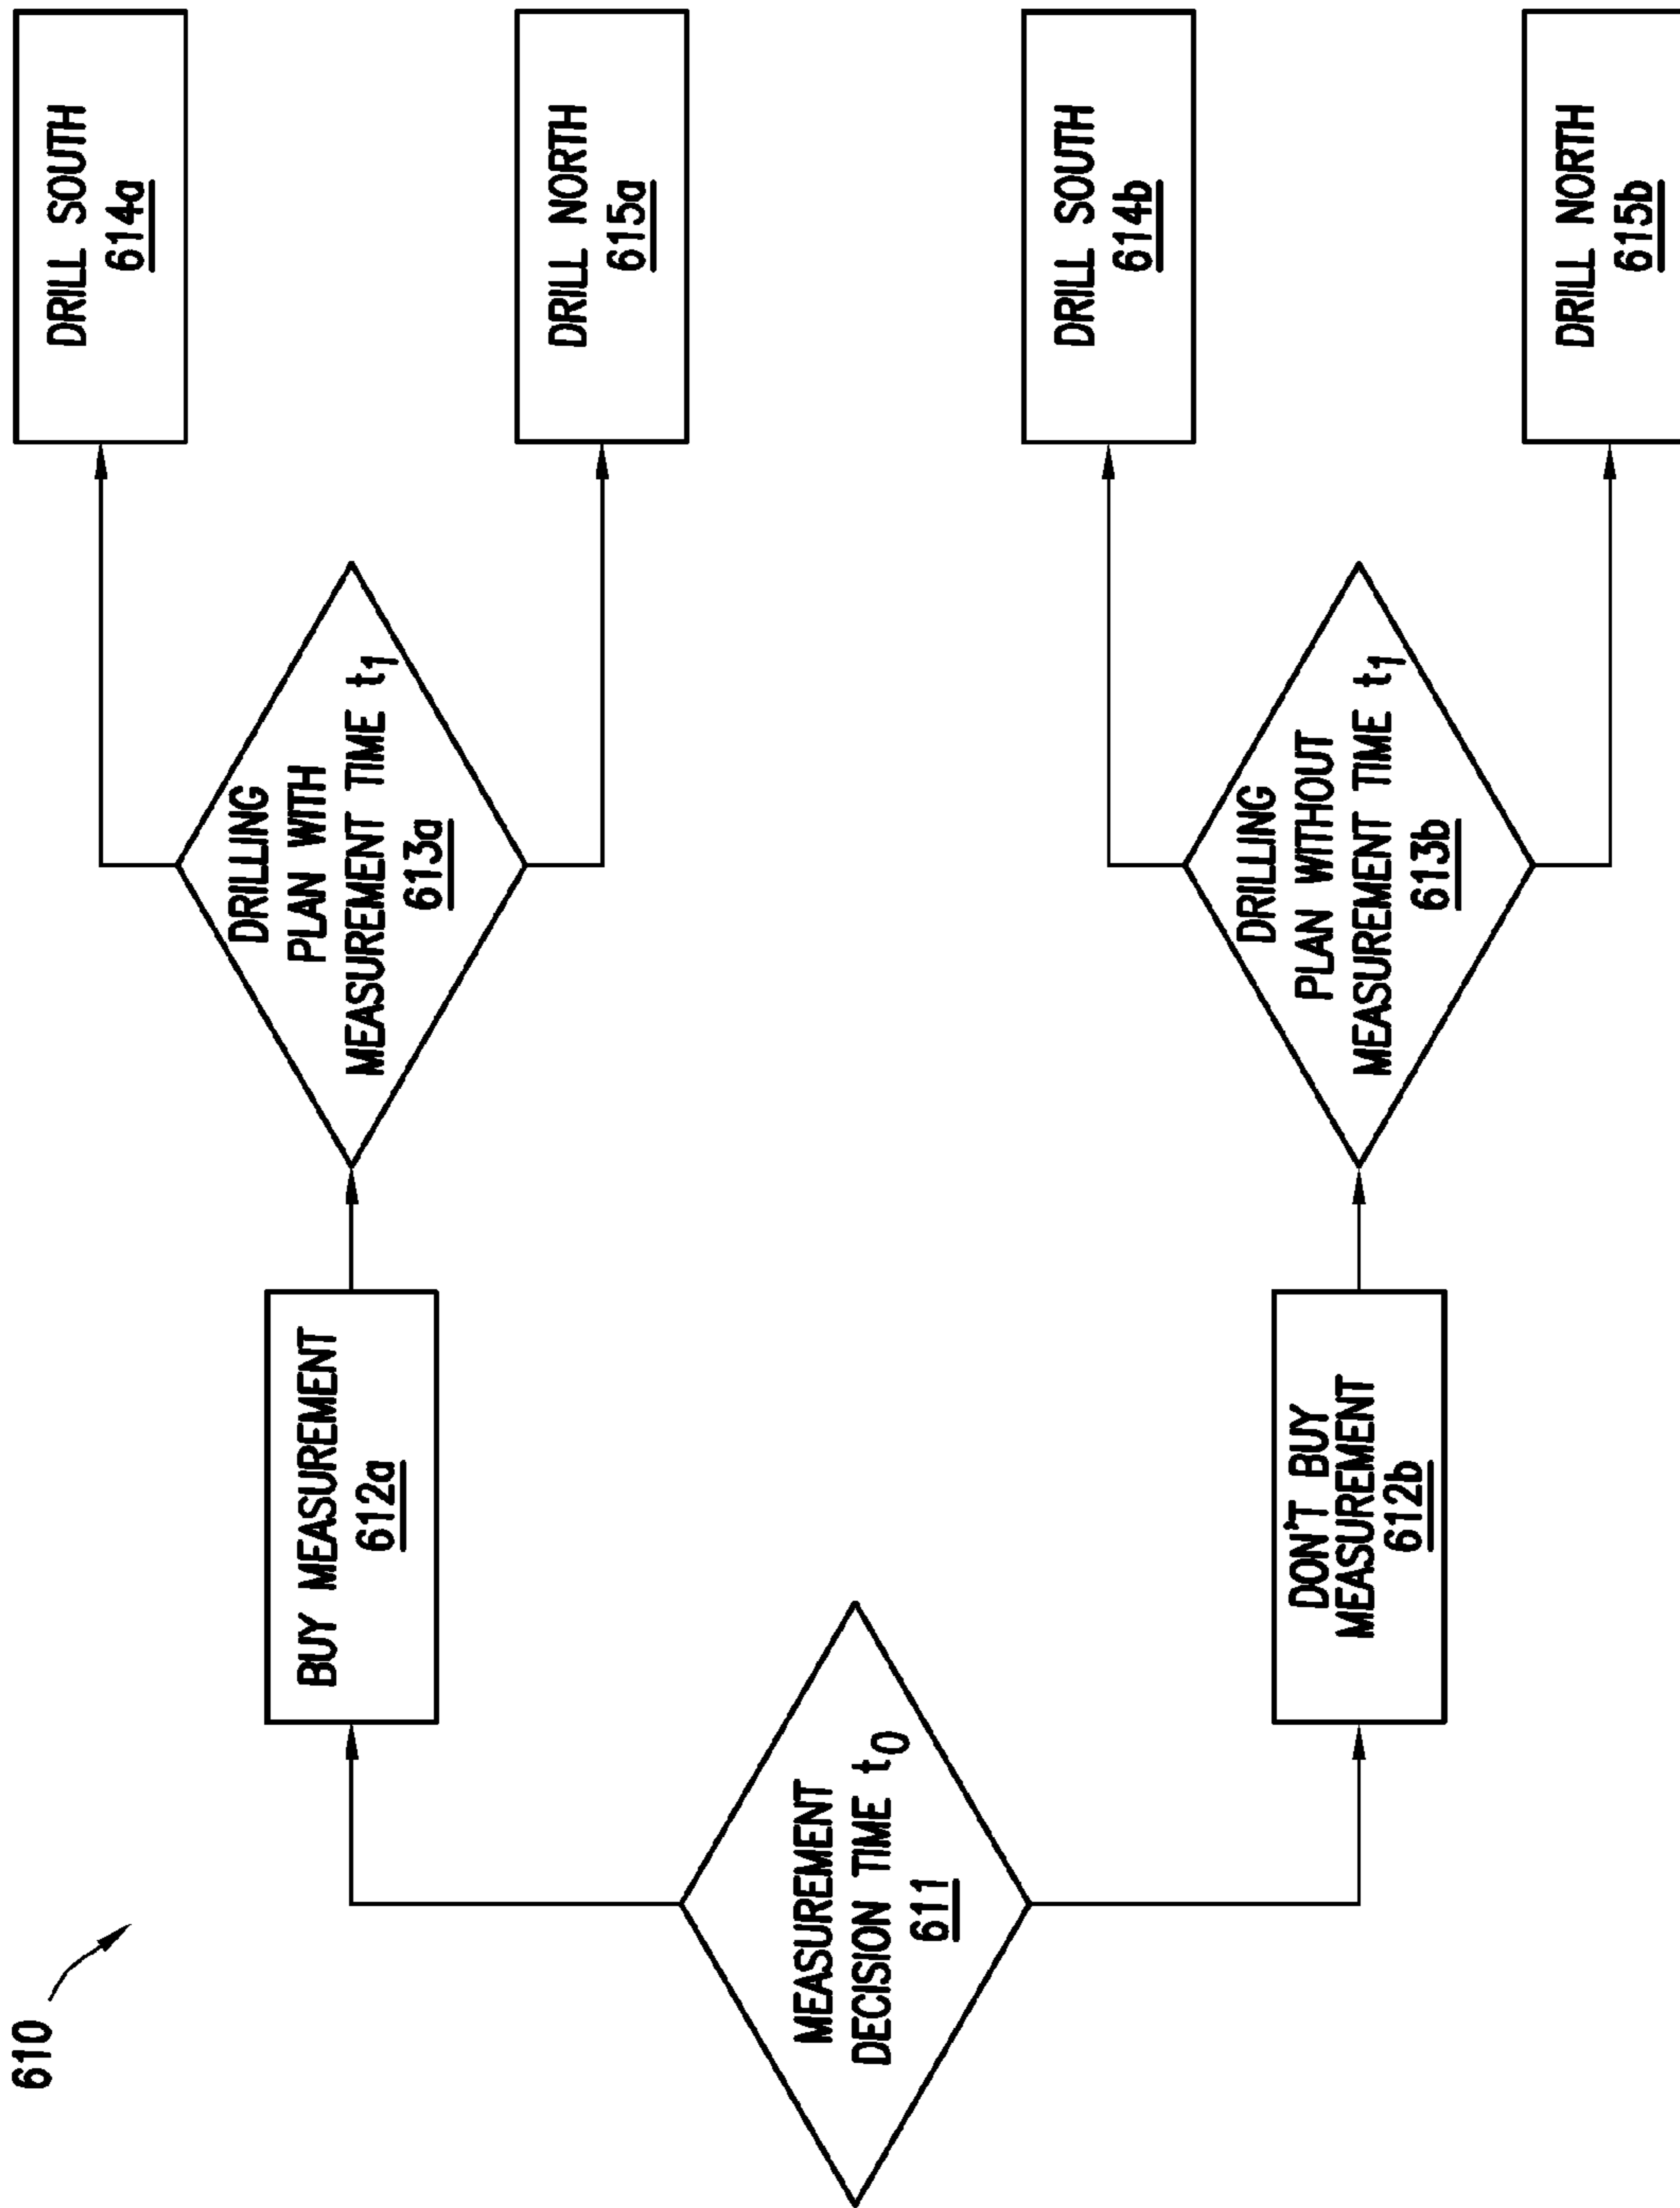 610
MEASUREMENT
DECISION TIME t0
611
BUY MEASUREMENT
612a
DRILLING
PLAN WITH
MEASUREMENT TIME t1
613a
DRILL SOUTH
614a
DRILL NORTH
615a
DON'T BUY
MEASUREMENT
612b
DRILLING
PLAN WITHOUT
MEASUREMENT TIME t1
613b
DRILL SOUTH
614b
DRILL NORTH
615b